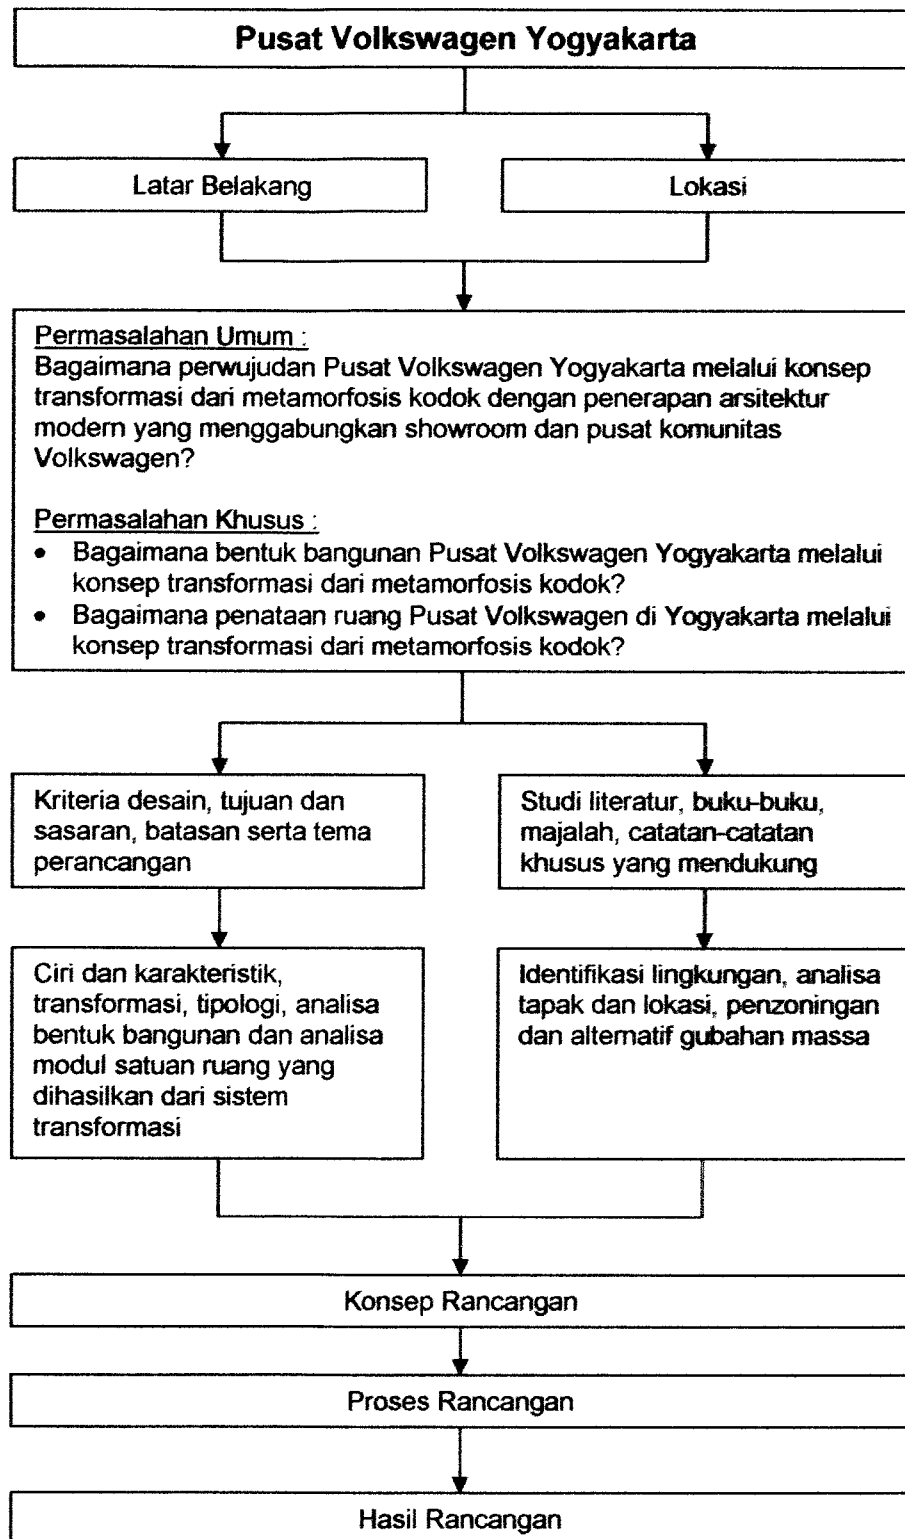 Pusat Volkswagen Yogyakarta
Latar Belakang
Lokasi
Permasalahan Umum :
Bagaimana perwujudan Pusat Volkswagen Yogyakarta melalui konsep
transformasi dari metamorfosis kodok dengan penerapan arsitektur
modern yang menggabungkan showroom dan pusat komunitas
Volkswagen?
Permasalahan Khusus :
• Bagaimana bentuk bangunan Pusat Volkswagen Yogyakarta melalui
konsep transformasi dari metamorfosis kodok?
• Bagaimana penataan ruang Pusat Volkswagen di Yogyakarta melalui
konsep transformasi dari metamorfosis kodok?
Kriteria desain, tujuan dan
sasaran, batasan serta tema
perancangan
Studi literatur, buku-buku,
majalah, catatan-catatan
khusus yang mendukung
Ciri dan karakteristik,
transformasi, tipologi, analisa
bentuk bangunan dan analisa
modul satuan ruang yang
dihasilkan dari sistem
transformasi
Identifikasi lingkungan, analisa
tapak dan lokasi, penzoningan
dan alternatif gubahan massa
Konsep Rancangan
Proses Rancangan
Hasil Rancangan